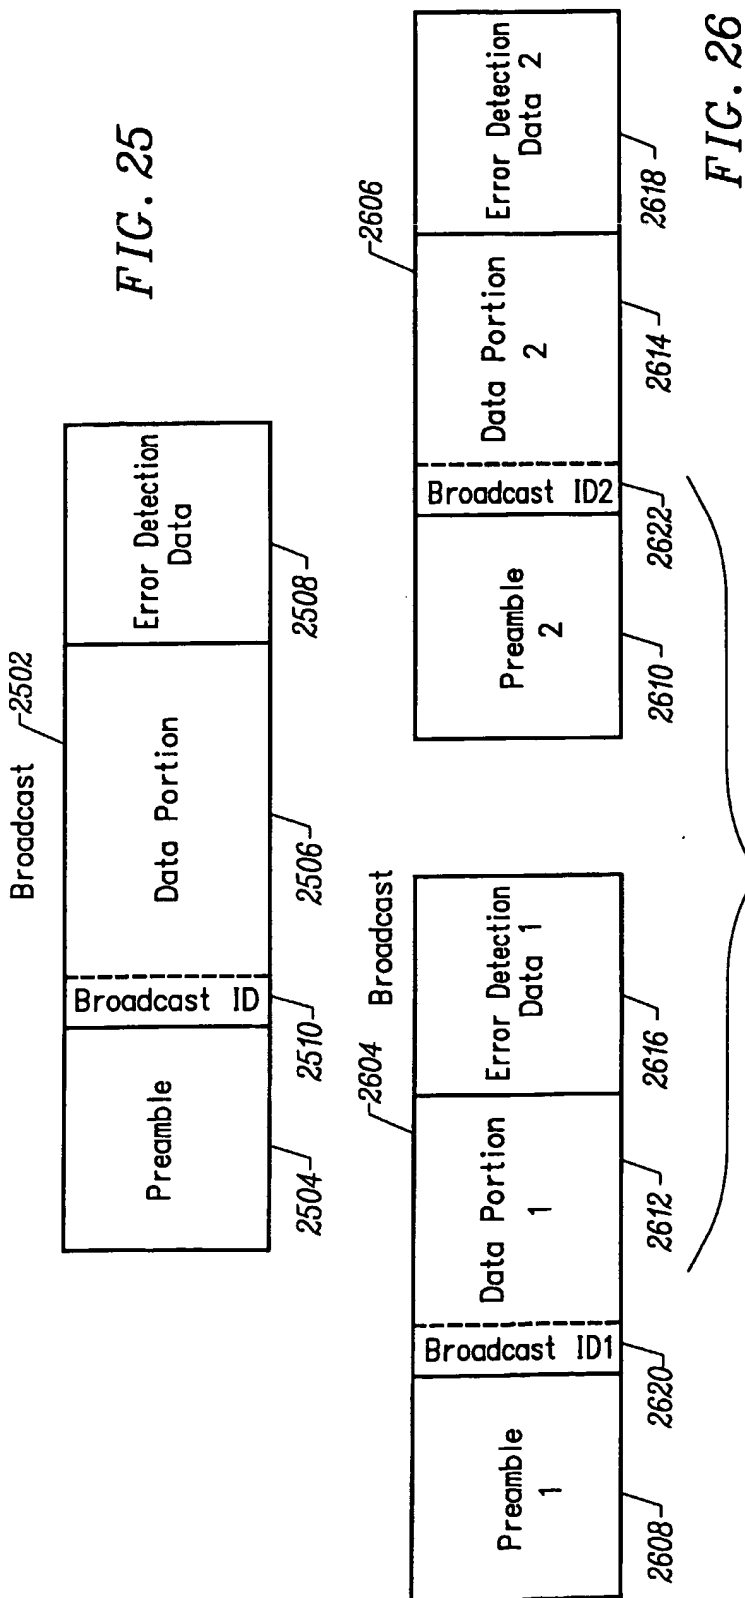 FIG. 25
Broadcast
2502
Preamble
Broadcast ID
Data Portion
Error Detection
Data
2504
2510
2506
2508
2604
Broadcast
2606
Preamble
1
Broadcast ID1
Data Portion
1
Error Detection
Data 1
Preamble
2
Broadcast ID2
Data Portion
2
Error Detection
Data 2
2608
2620
2612
2616
2610
2622
2614
2618
FIG. 26